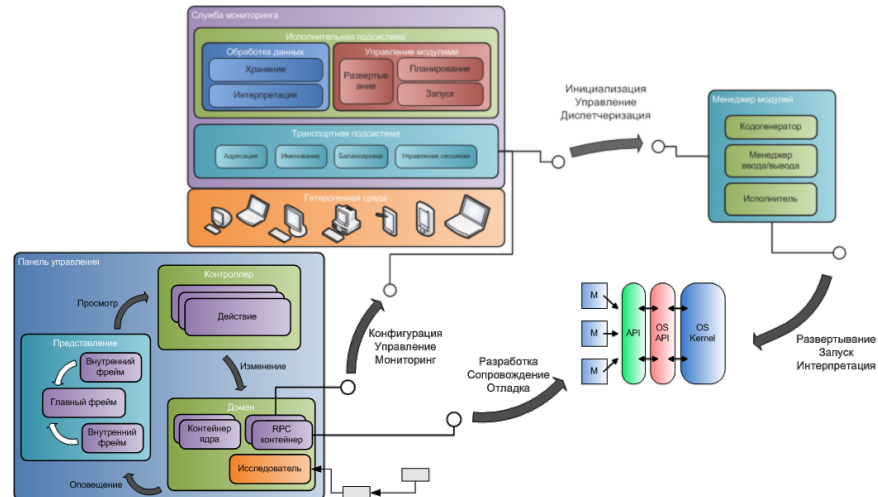 Служба мониторинга
Исполнительная подсистема
Обработка данных
Хранение
Интерпретация
Управление модулями
Развертыв
ание
Планирование
Запуск
Транспортная подсистема
Адресация
Именование
Балансировка
Управление сессиями
Гетерогенная среда
Инициализация
Управление
Диспетчеризация
Менеджер модулей
Кодогенератор
Менеджер
ввода/вывода
Исполнитель
Панель управления
Контроллер
Действие
Просмотр
Представление
Внутренний
фрейм
Главный фрейм
Внутренний
фрейм
Изменение
Домен
Контейнер
ядра
RPC
контейнер
Исследователь
Оповещение
Конфигурация
Управление
Мониторинг
Разработка
Сопровождение
Отладка
M
M
M
API
OS
API
OS
Kernel
Развертывание
Запуск
Интерпретация